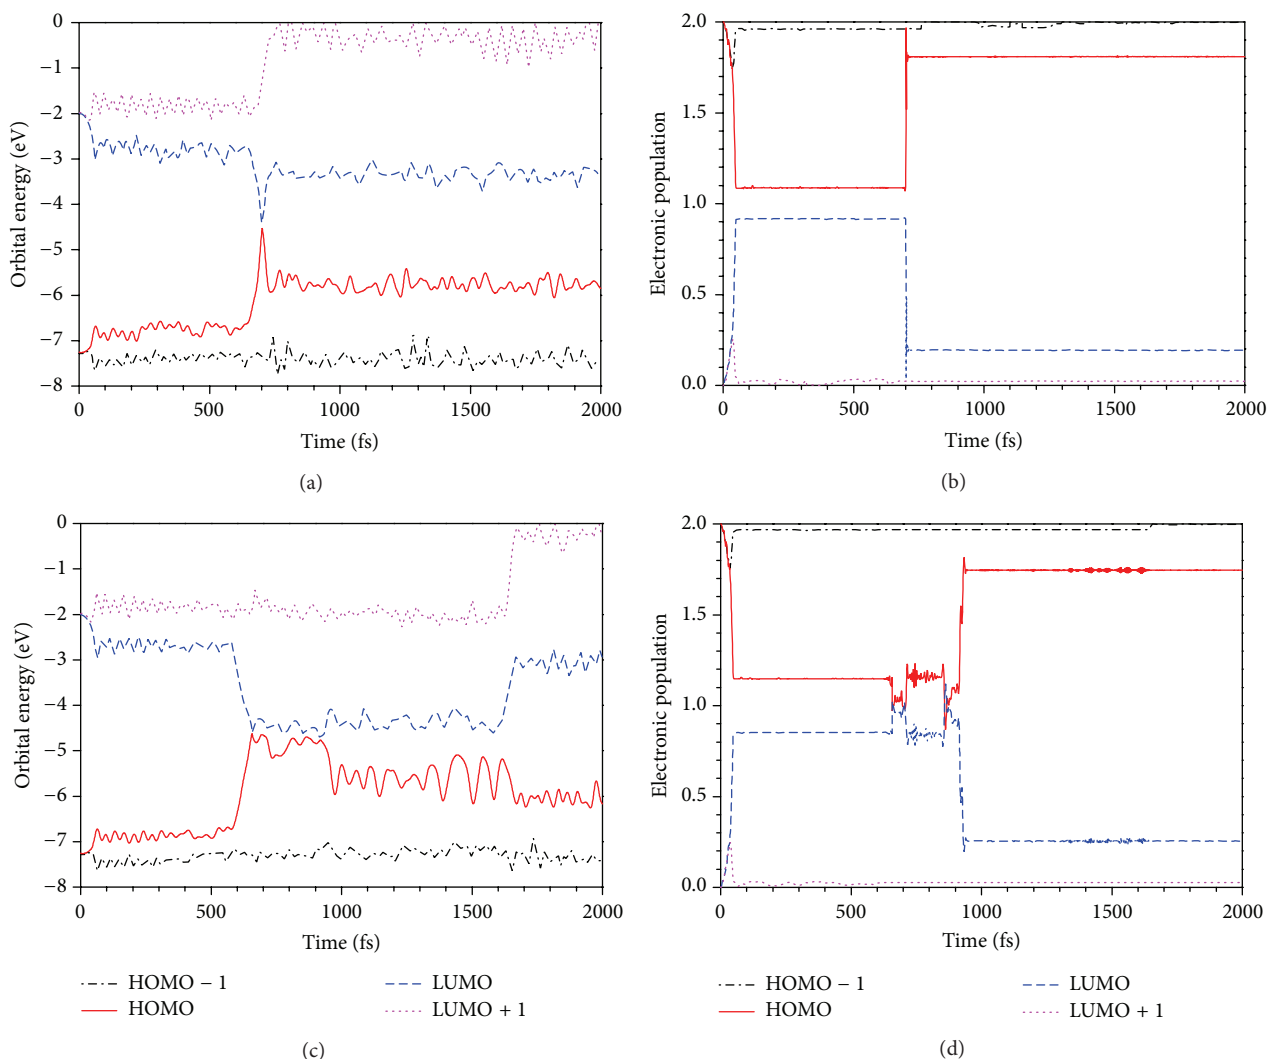 0
−1
−2
−3
−4
−5
−6
−7
−8
Orbital energy (eV)
0 500 1000 1500 2000
Time (fs)
(a)
2.0
1.5
1.0
0.5
0.0
Electronic population
0 500 1000 1500 2000
Time (fs)
(b)
0
−1
−2
−3
−4
−5
−6
−7
−8
Orbital energy (eV)
0 500 1000 1500 2000
Time (fs)
HOMO − 1 LUMO
HOMO LUMO + 1
(c)
2.0
1.5
1.0
0.5
0.0
Electronic population
0 500 1000 1500 2000
Time (fs)
HOMO − 1 LUMO
HOMO LUMO + 1
(d)